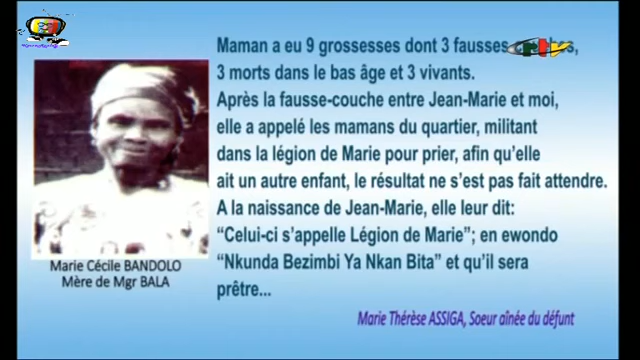 Maman a eu 9 grossesses dont 3 fausses
3 morts dans le bas âge et 3 vivants.
Après la fausse-couche entre Jean-Marie et moi,
elle a appelé les mamans du quartier, militant
dans la légion de Marie pour prier, afin qu'elle
ait un autre enfant, le résultat ne s'est pas fait attendre.
A la naissance de Jean-Marie, elle leur dit:
“Celui-ci s'appelle Légion de Marie”; en ewondo
“Nkunda Bezimbi Ya Nkan Bita” et qu'il sera
prêtre...
Marie Thérèse ASSIGA, Soeur aînée du défunt
Marie Cécile BANDOLO
Mère de Mgr BALA
crtv